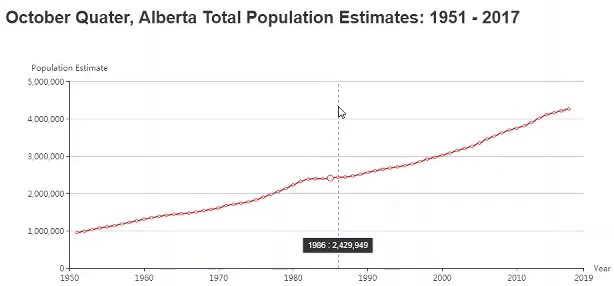 October Quater, Alberta Total Population Estimates: 1951 - 2017
Population Estimate
5,000,000
4,000,000
3,000,000
2,000,000
1,000,000
0
1986 : 2,429,949
1950 1960 1970 1980 1990 2000 2010 2019
Year